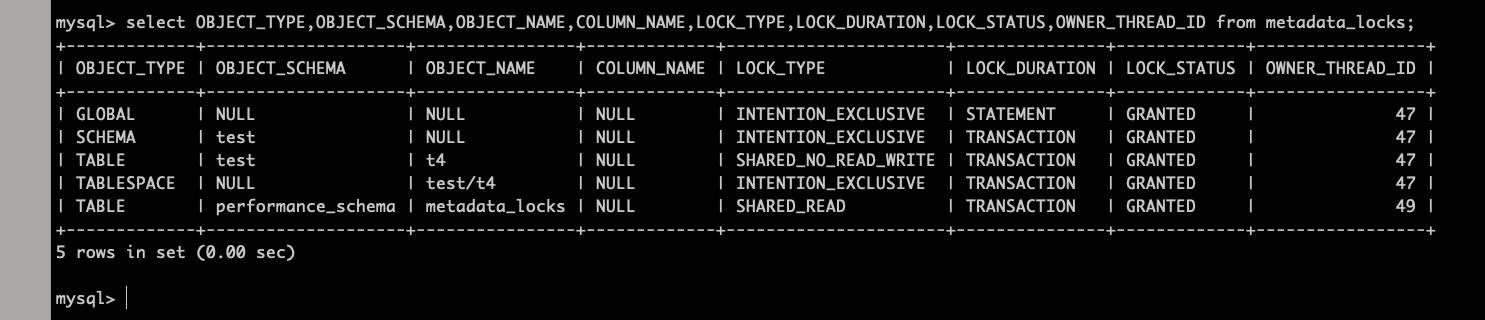 mysql> select OBJECT_TYPE,OBJECT_SCHEMA,OBJECT_NAME,COLUMN_NAME,LOCK_TYPE,LOCK_DURATION,LOCK_STATUS,OWNER_THREAD_ID from metadata_locks;
+-------------+--------------------+----------------+-------------+----------------------+---------------+-------------+-----------------+
| OBJECT_TYPE | OBJECT_SCHEMA      | OBJECT_NAME    | COLUMN_NAME | LOCK_TYPE            | LOCK_DURATION | LOCK_STATUS | OWNER_THREAD_ID |
+-------------+--------------------+----------------+-------------+----------------------+---------------+-------------+-----------------+
| GLOBAL      | NULL               | NULL           | NULL        | INTENTION_EXCLUSIVE  | STATEMENT     | GRANTED     |              47 |
| SCHEMA      | test               | NULL           | NULL        | INTENTION_EXCLUSIVE  | TRANSACTION   | GRANTED     |              47 |
| TABLE       | test               | t4             | NULL        | SHARED_NO_READ_WRITE | TRANSACTION   | GRANTED     |              47 |
| TABLESPACE  | NULL               | test/t4        | NULL        | INTENTION_EXCLUSIVE  | TRANSACTION   | GRANTED     |              47 |
| TABLE       | performance_schema | metadata_locks | NULL        | SHARED_READ          | TRANSACTION   | GRANTED     |              49 |
+-------------+--------------------+----------------+-------------+----------------------+---------------+-------------+-----------------+
5 rows in set (0.00 sec)
mysql>